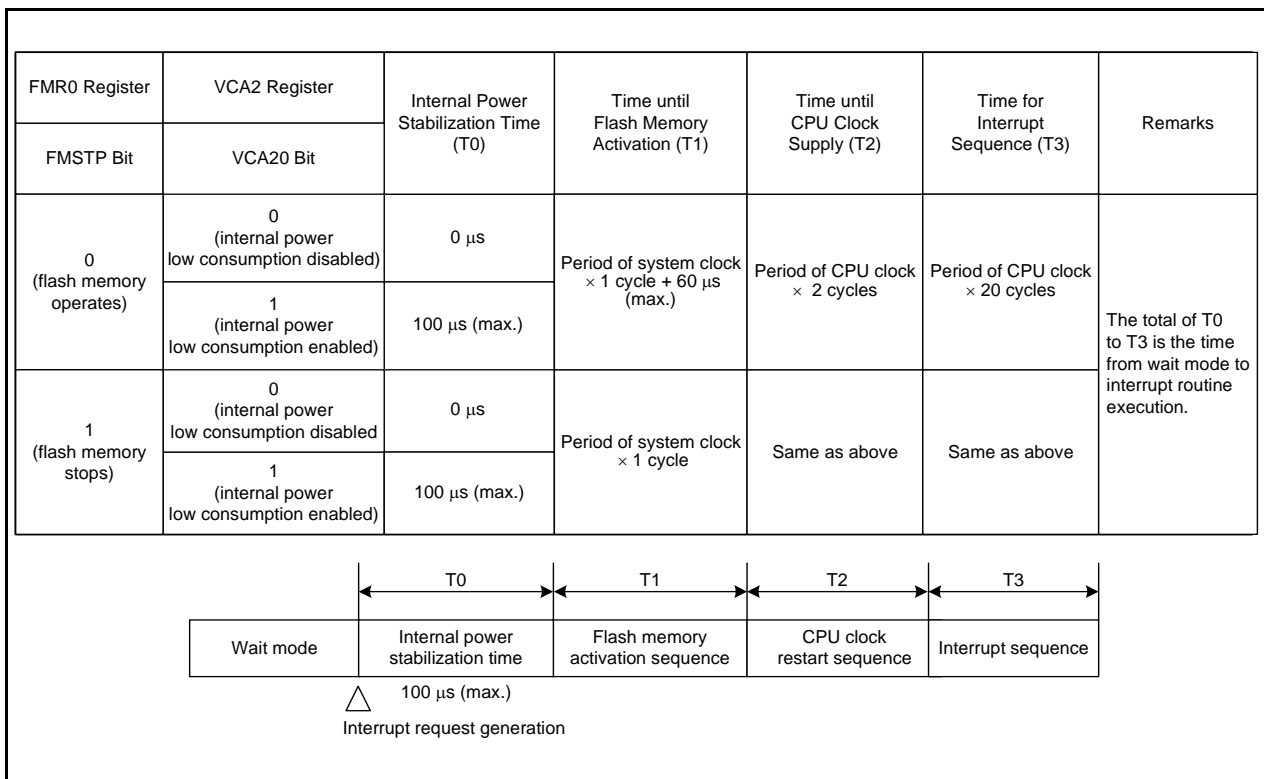 FMR0 Register
VCA2 Register
Internal Power
Stabilization Time
(T0)
Time until
Flash Memory
Activation (T1)
Time until
CPU Clock
Supply (T2)
Time for
Interrupt
Sequence (T3)
Remarks
FMSTP Bit
VCA20 Bit
0
(flash memory
operates)
0
(internal power
low consumption disabled)
0 μs
Period of system clock
× 1 cycle + 60 μs
(max.)
Period of CPU clock
× 2 cycles
Period of CPU clock
× 20 cycles
The total of T0
to T3 is the time
from wait mode to
interrupt routine
execution.
1
(internal power
low consumption enabled)
100 μs (max.)
1
(flash memory
stops)
0
(internal power
low consumption disabled
0 μs
Period of system clock
× 1 cycle
Same as above
Same as above
1
(internal power
low consumption enabled)
100 μs (max.)
T0
T1
T2
T3
Wait mode
Internal power
stabilization time
Flash memory
activation sequence
CPU clock
restart sequence
Interrupt sequence
100 μs (max.)
Interrupt request generation